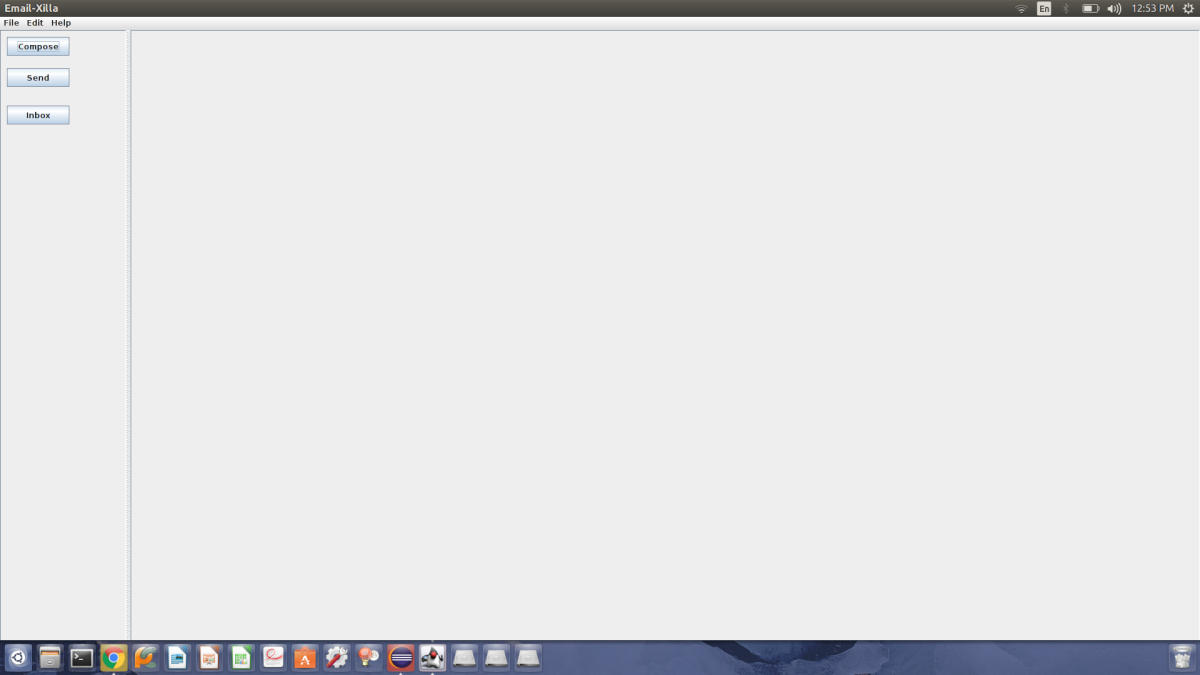 Email-Xilla
En
12:53 PM
File Edit Help
Compose
Send
Inbox